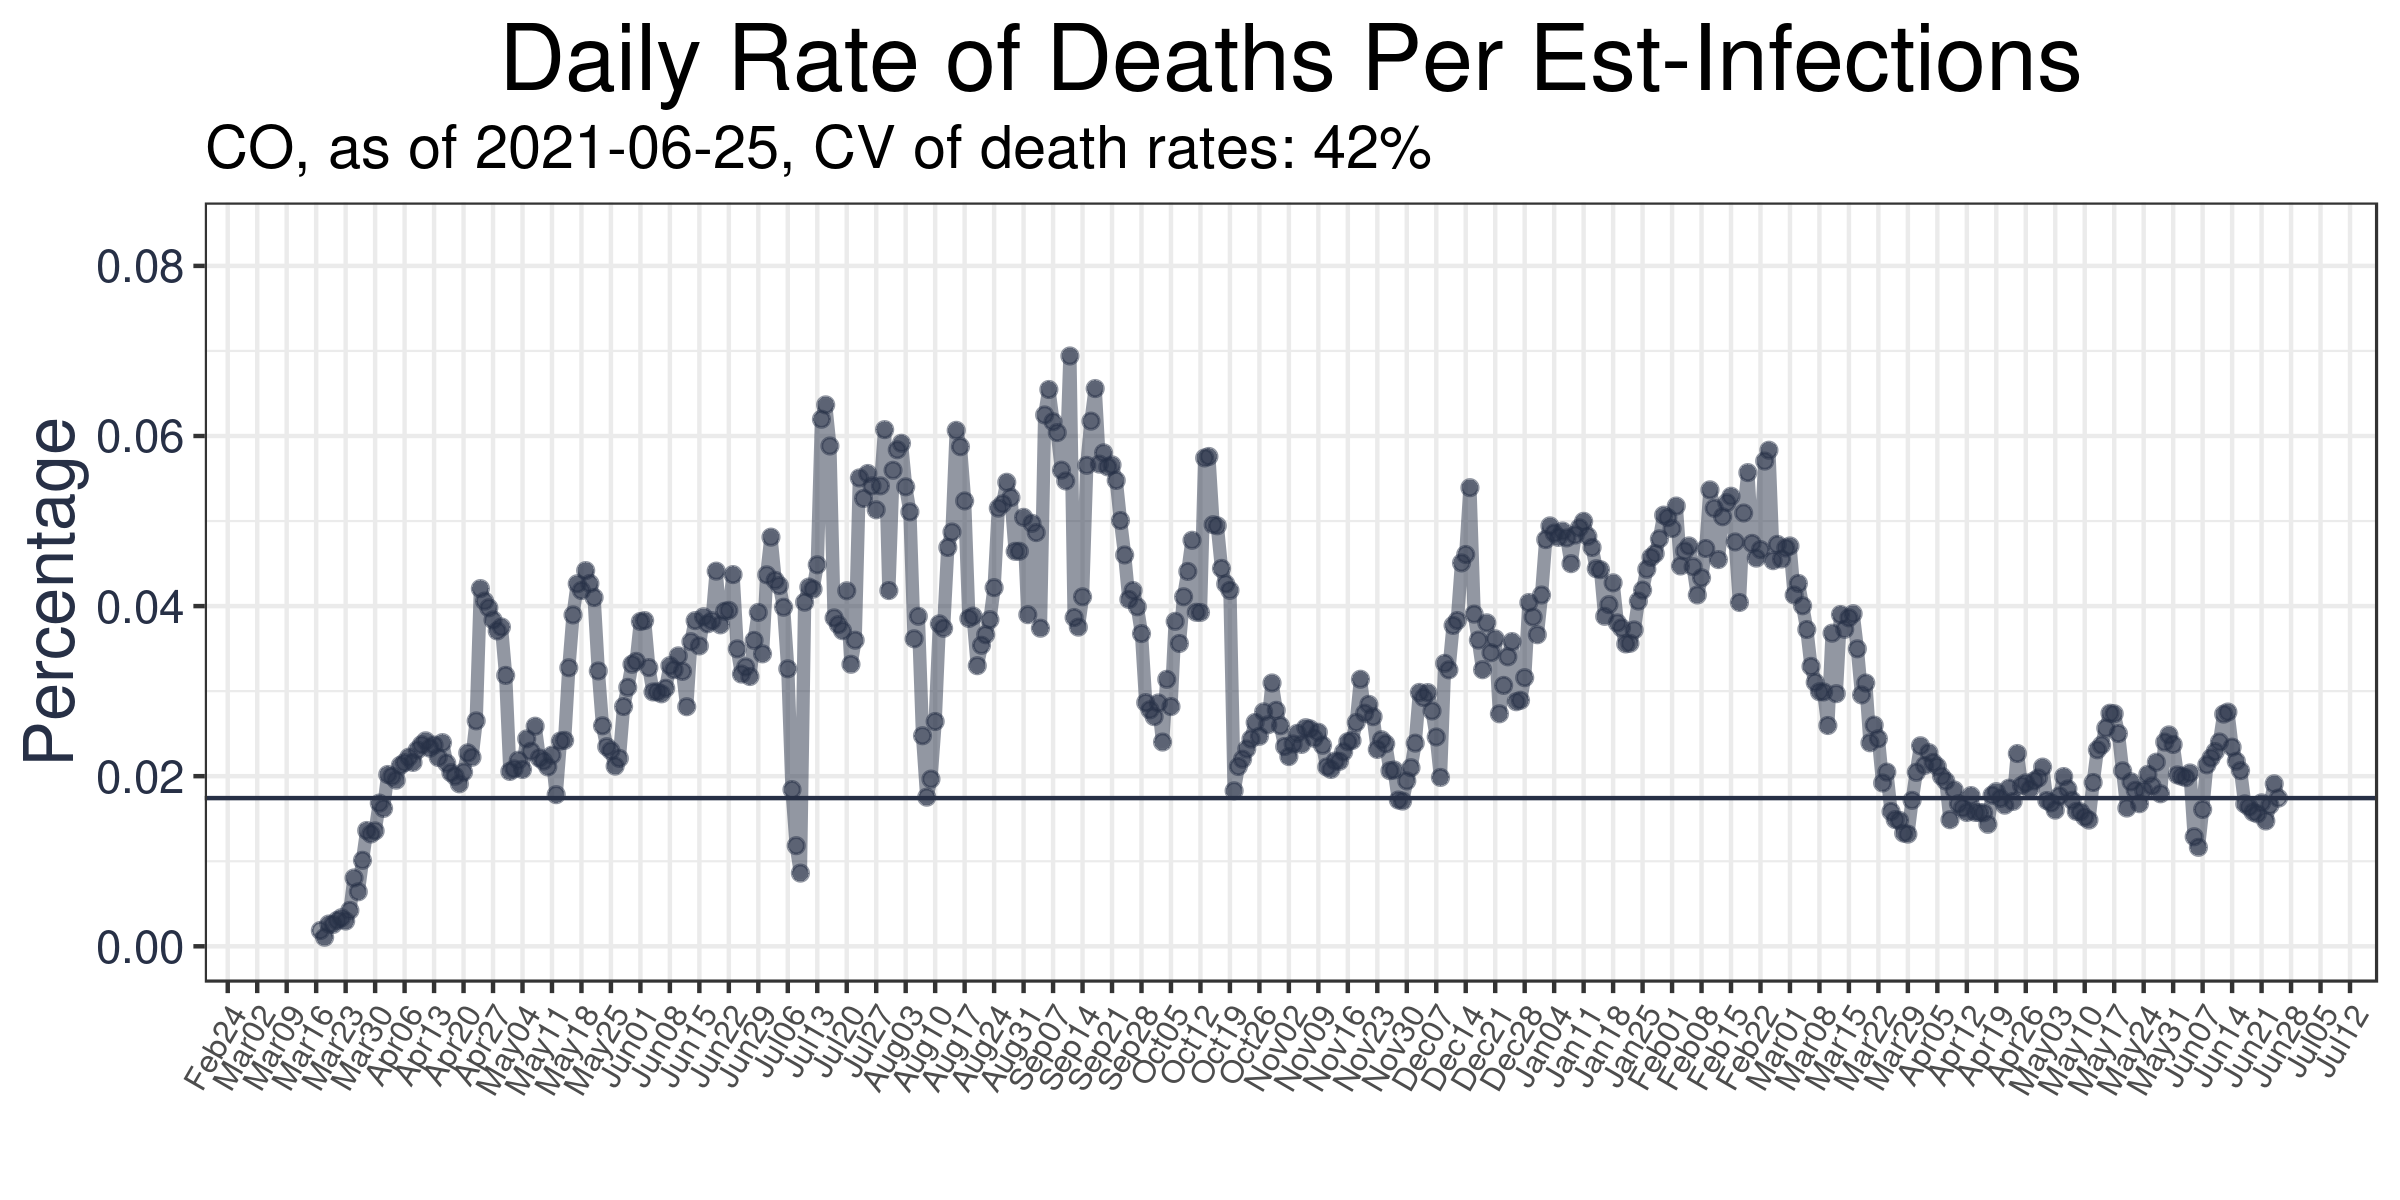 Daily Rate of Deaths Per Est-Infections
CO, as of 2021-06-25, CV of death rates: 42%
Percentage
0.08
0.06
0.04
0.02
0.00
Feb24
Mar02
Mar09
Mar16
Mar23
Mar30
Apr06
Apr13
Apr20
Apr27
May04
May11
May18
May25
Jun01
Jun08
Jun15
Jun22
Jun29
Jul06
Jul13
Jul20
Jul27
Aug03
Aug10
Aug17
Aug24
Aug31
Sep07
Sep14
Sep21
Sep28
Oct05
Oct12
Oct19
Oct26
Nov02
Nov09
Nov16
Nov23
Nov30
Dec07
Dec14
Dec21
Dec28
Jan04
Jan11
Jan18
Jan25
Feb01
Feb08
Feb15
Feb22
Mar01
Mar08
Mar15
Mar22
Mar29
Apr05
Apr12
Apr19
Apr26
May03
May10
May17
May24
May31
Jun07
Jun14
Jun21
Jun28
Jul05
Jul12